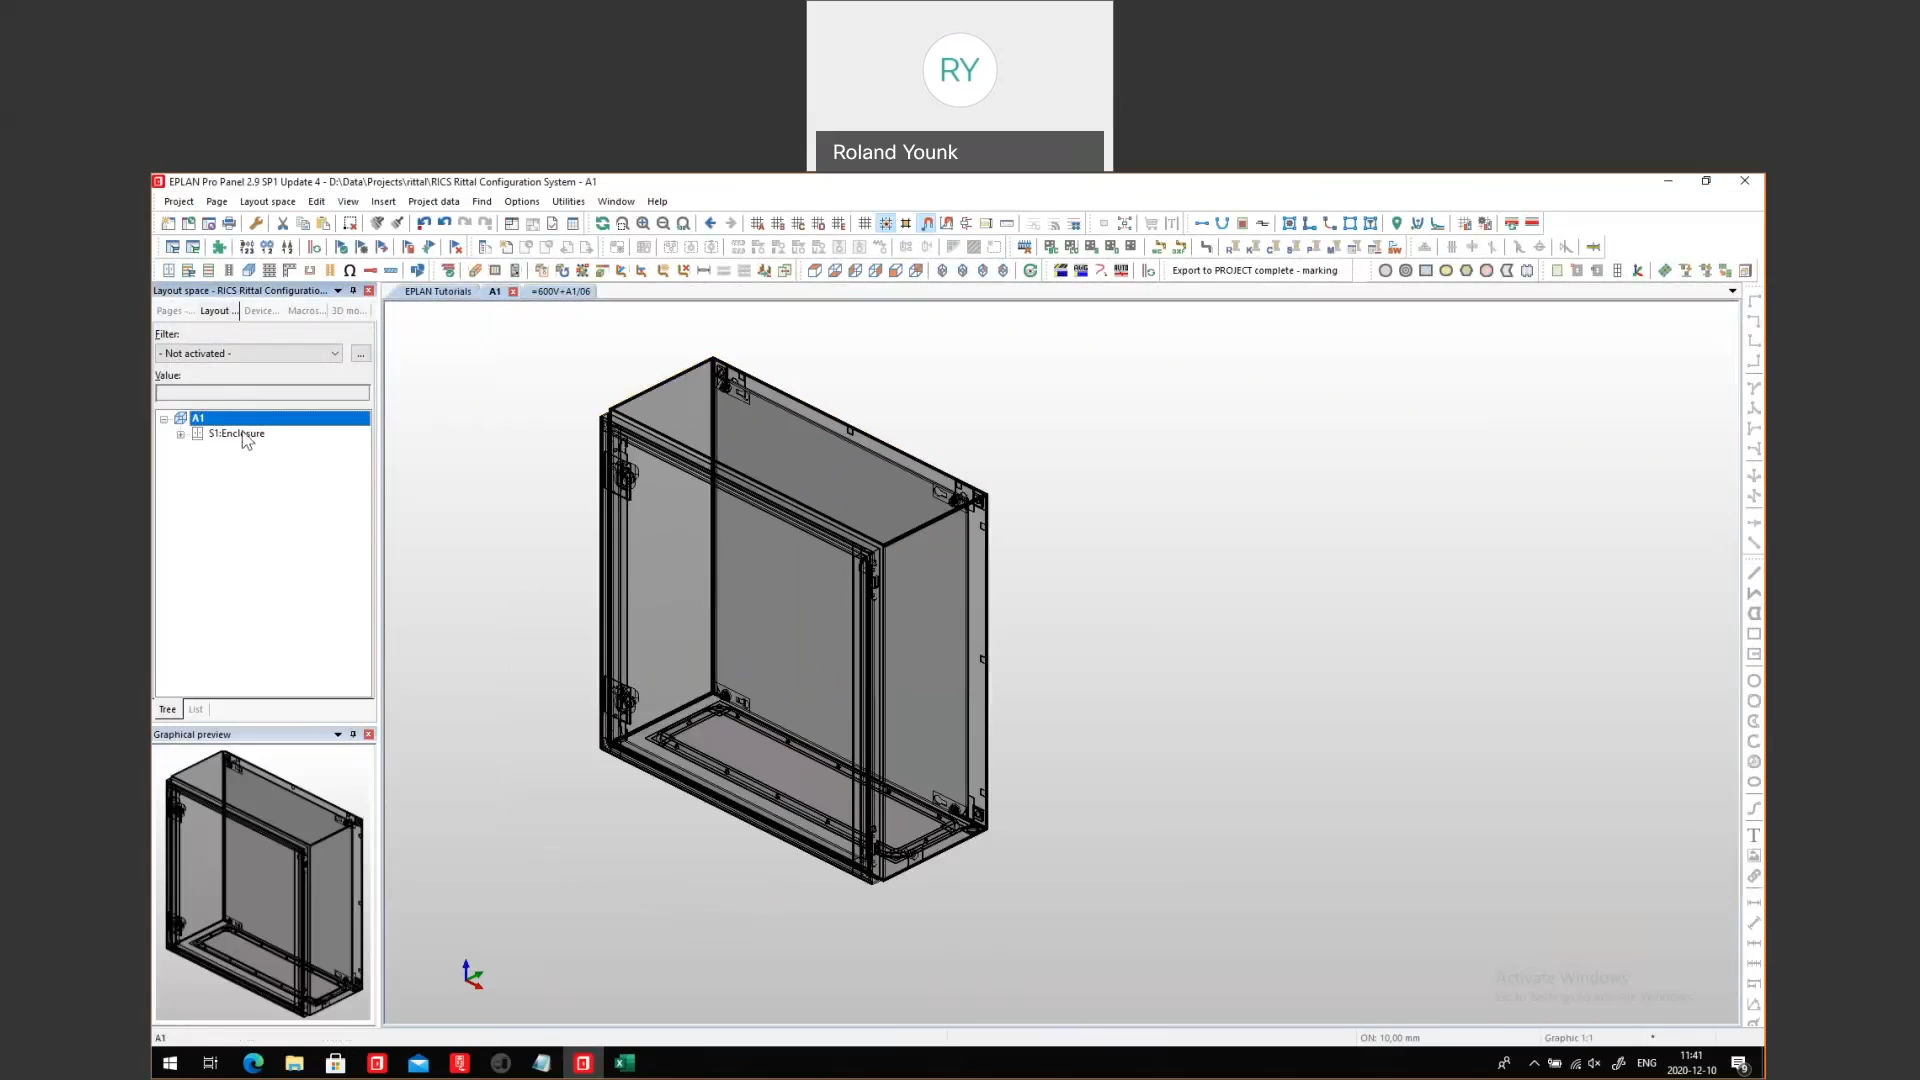 RY
Roland Younk
EPLAN Pro Panel 2.9 SP1 Update 4 - D:\Data\Projects\rittal\RICS Rittal Configuration System - A1
Project Page Layout space Edit View Insert Project data Find Options Utilities Window Help
Export to PROJECT complete - marking
Layout space - RICS Rittal Configuratio...
EPLAN Tutorials A1 =600V+A1/06
Pages -... Layout ... Device... Macros... 3D mo...
Filter:
- Not activated -
...
Value:
A1
S1:Enclosure
Tree List
Graphical preview
Activate Windows
A1
ON: 10,00 mm
Graphic 1:1
*
ENG
11:41
2020-12-10